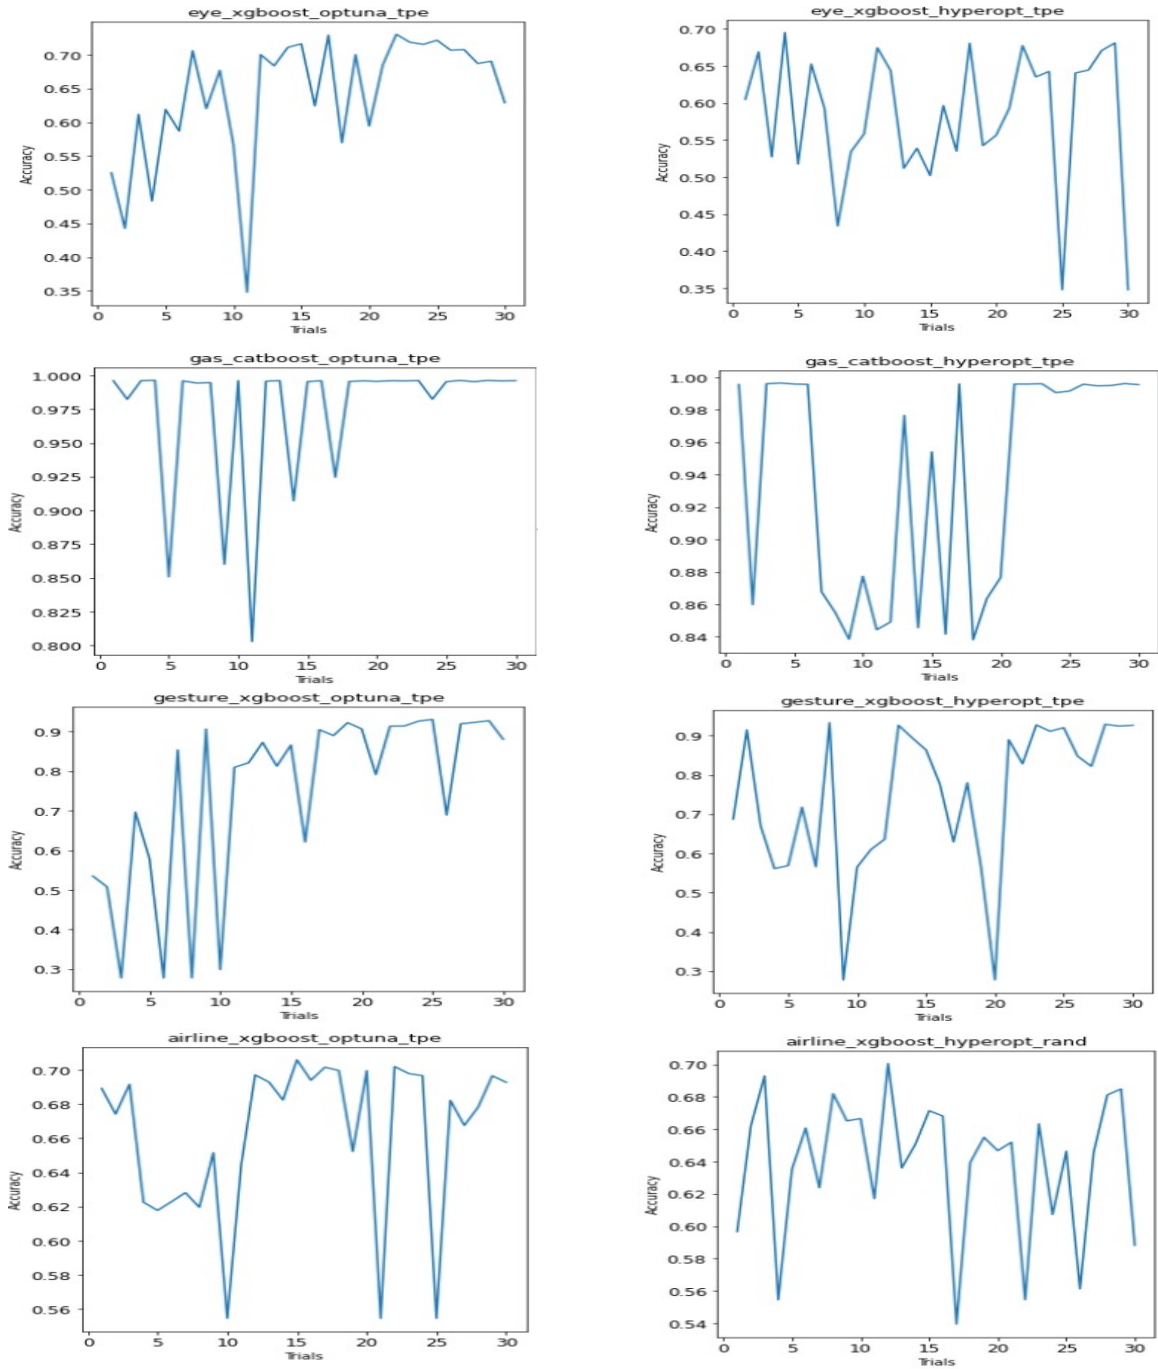 eye_xgboost_optuna_tpe
Accuracy
0.70
0.65
0.60
0.55
0.50
0.45
0.40
0.35
0 5 10 15 20 25 30
Trials
eye_xgboost_hyperopt_tpe
Accuracy
0.70
0.65
0.60
0.55
0.50
0.45
0.40
0.35
0 5 10 15 20 25 30
Trials
gas_catboost_optuna_tpe
Accuracy
1.000
0.975
0.950
0.925
0.900
0.875
0.850
0.825
0.800
0 5 10 15 20 25 30
Trials
gas_catboost_hyperopt_tpe
Accuracy
1.00
0.98
0.96
0.94
0.92
0.90
0.88
0.86
0.84
0 5 10 15 20 25 30
Trials
gesture_xgboost_optuna_tpe
Accuracy
0.9
0.8
0.7
0.6
0.5
0.4
0.3
0 5 10 15 20 25 30
Trials
gesture_xgboost_hyperopt_tpe
Accuracy
0.9
0.8
0.7
0.6
0.5
0.4
0.3
0 5 10 15 20 25 30
Trials
airline_xgboost_optuna_tpe
Accuracy
0.70
0.68
0.66
0.64
0.62
0.60
0.58
0.56
0 5 10 15 20 25 30
Trials
airline_xgboost_hyperopt_rand
Accuracy
0.70
0.68
0.66
0.64
0.62
0.60
0.58
0.56
0.54
0 5 10 15 20 25 30
Trials